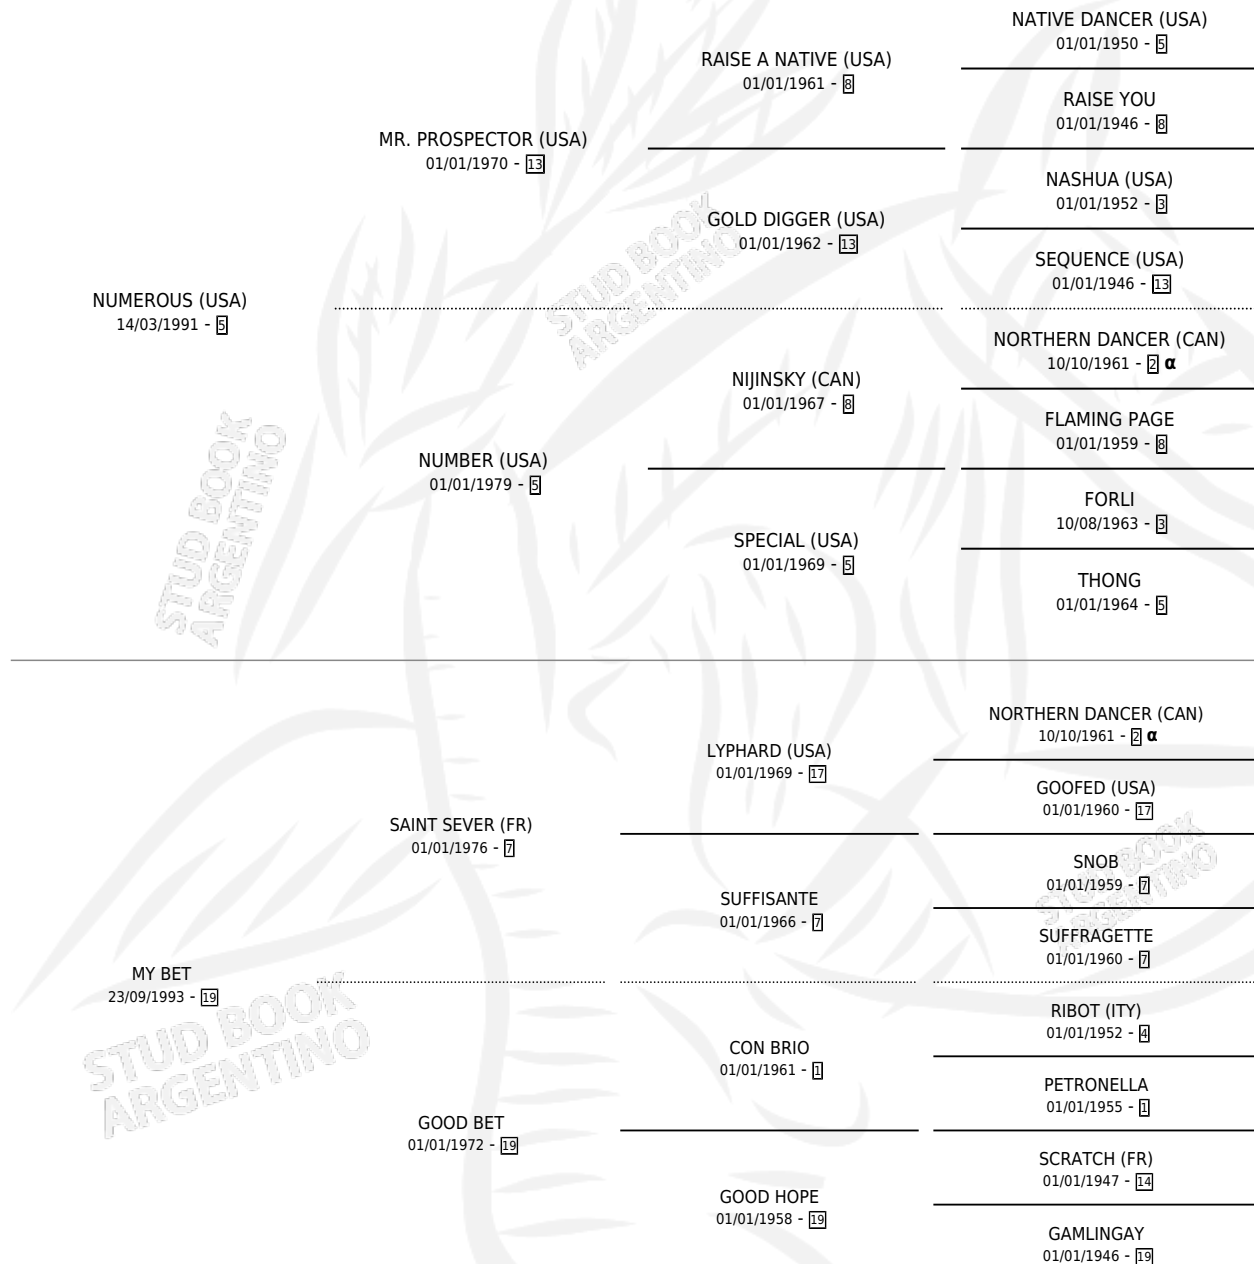 NATIVE DANCER (USA)
01/01/1950 - 5
RAISE A NATIVE (USA)
01/01/1961 - 8
RAISE YOU
01/01/1946 - 8
MR. PROSPECTOR (USA)
01/01/1970 - 13
NASHUA (USA)
01/01/1952 - 3
GOLD DIGGER (USA)
01/01/1962 - 13
SEQUENCE (USA)
01/01/1946 - 13
NUMEROUS (USA)
14/03/1991 - 5
NORTHERN DANCER (CAN)
10/10/1961 - 2 α
NIJINSKY (CAN)
01/01/1967 - 8
FLAMING PAGE
01/01/1959 - 8
NUMBER (USA)
01/01/1979 - 5
FORLI
10/08/1963 - 3
SPECIAL (USA)
01/01/1969 - 5
THONG
01/01/1964 - 5
NORTHERN DANCER (CAN)
10/10/1961 - 2 α
LYPHARD (USA)
01/01/1969 - 17
GOOFED (USA)
01/01/1960 - 17
SAINT SEVER (FR)
01/01/1976 - 7
SNOB
01/01/1959 - 7
SUFFISANTE
01/01/1966 - 7
SUFFRAGETTE
01/01/1960 - 7
MY BET
23/09/1993 - 19
RIBOT (ITY)
01/01/1952 - 4
CON BRIO
01/01/1961 - 1
PETRONELLA
01/01/1955 - 1
GOOD BET
01/01/1972 - 19
SCRATCH (FR)
01/01/1947 - 14
GOOD HOPE
01/01/1958 - 19
GAMLINGAY
01/01/1946 - 19
STUD BOOK
ARGENTINO
STUD BOOK
ARGENTINO
STUD BOOK
ARGENTINO
STUD BOOK
ARGENTINO